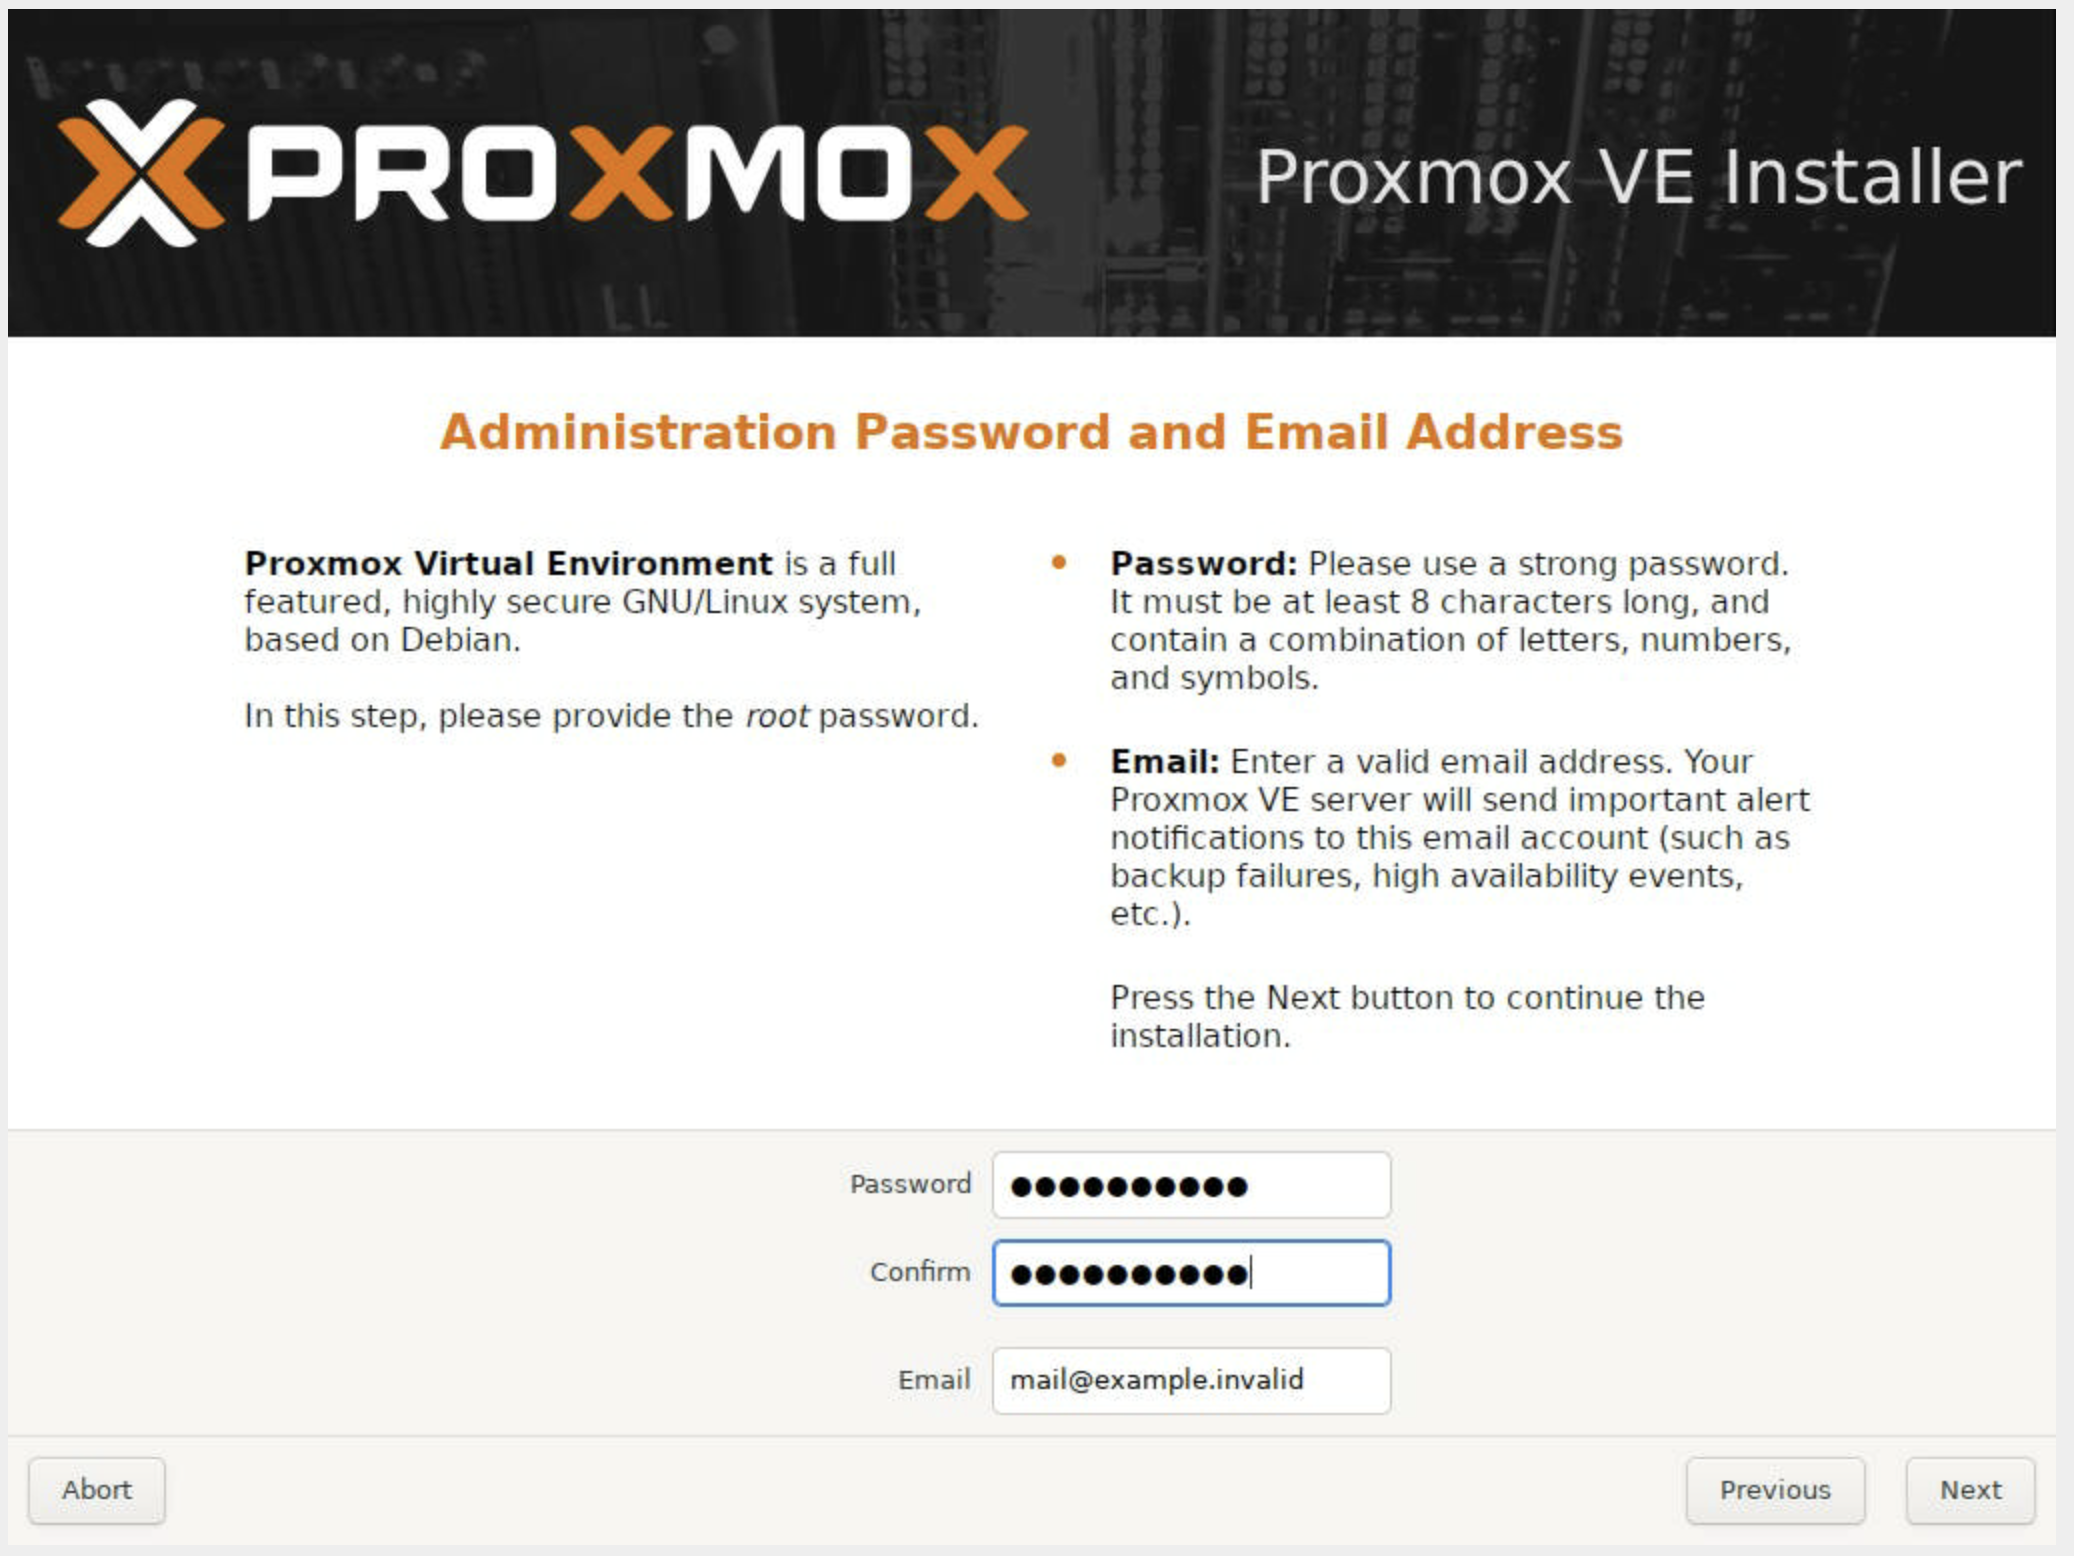 PROXMOX
Proxmox VE Installer
Administration Password and Email Address
Proxmox Virtual Environment is a full
featured, highly secure GNU/Linux system,
based on Debian.
In this step, please provide the root password.
• Password: Please use a strong password.
It must be at least 8 characters long, and
contain a combination of letters, numbers,
and symbols.
• Email: Enter a valid email address. Your
Proxmox VE server will send important alert
notifications to this email account (such as
backup failures, high availability events,
etc.).
Press the Next button to continue the
installation.
Password ●●●●●●●●●●
Confirm ●●●●●●●●●●
Email mail@example.invalid
Abort Previous Next